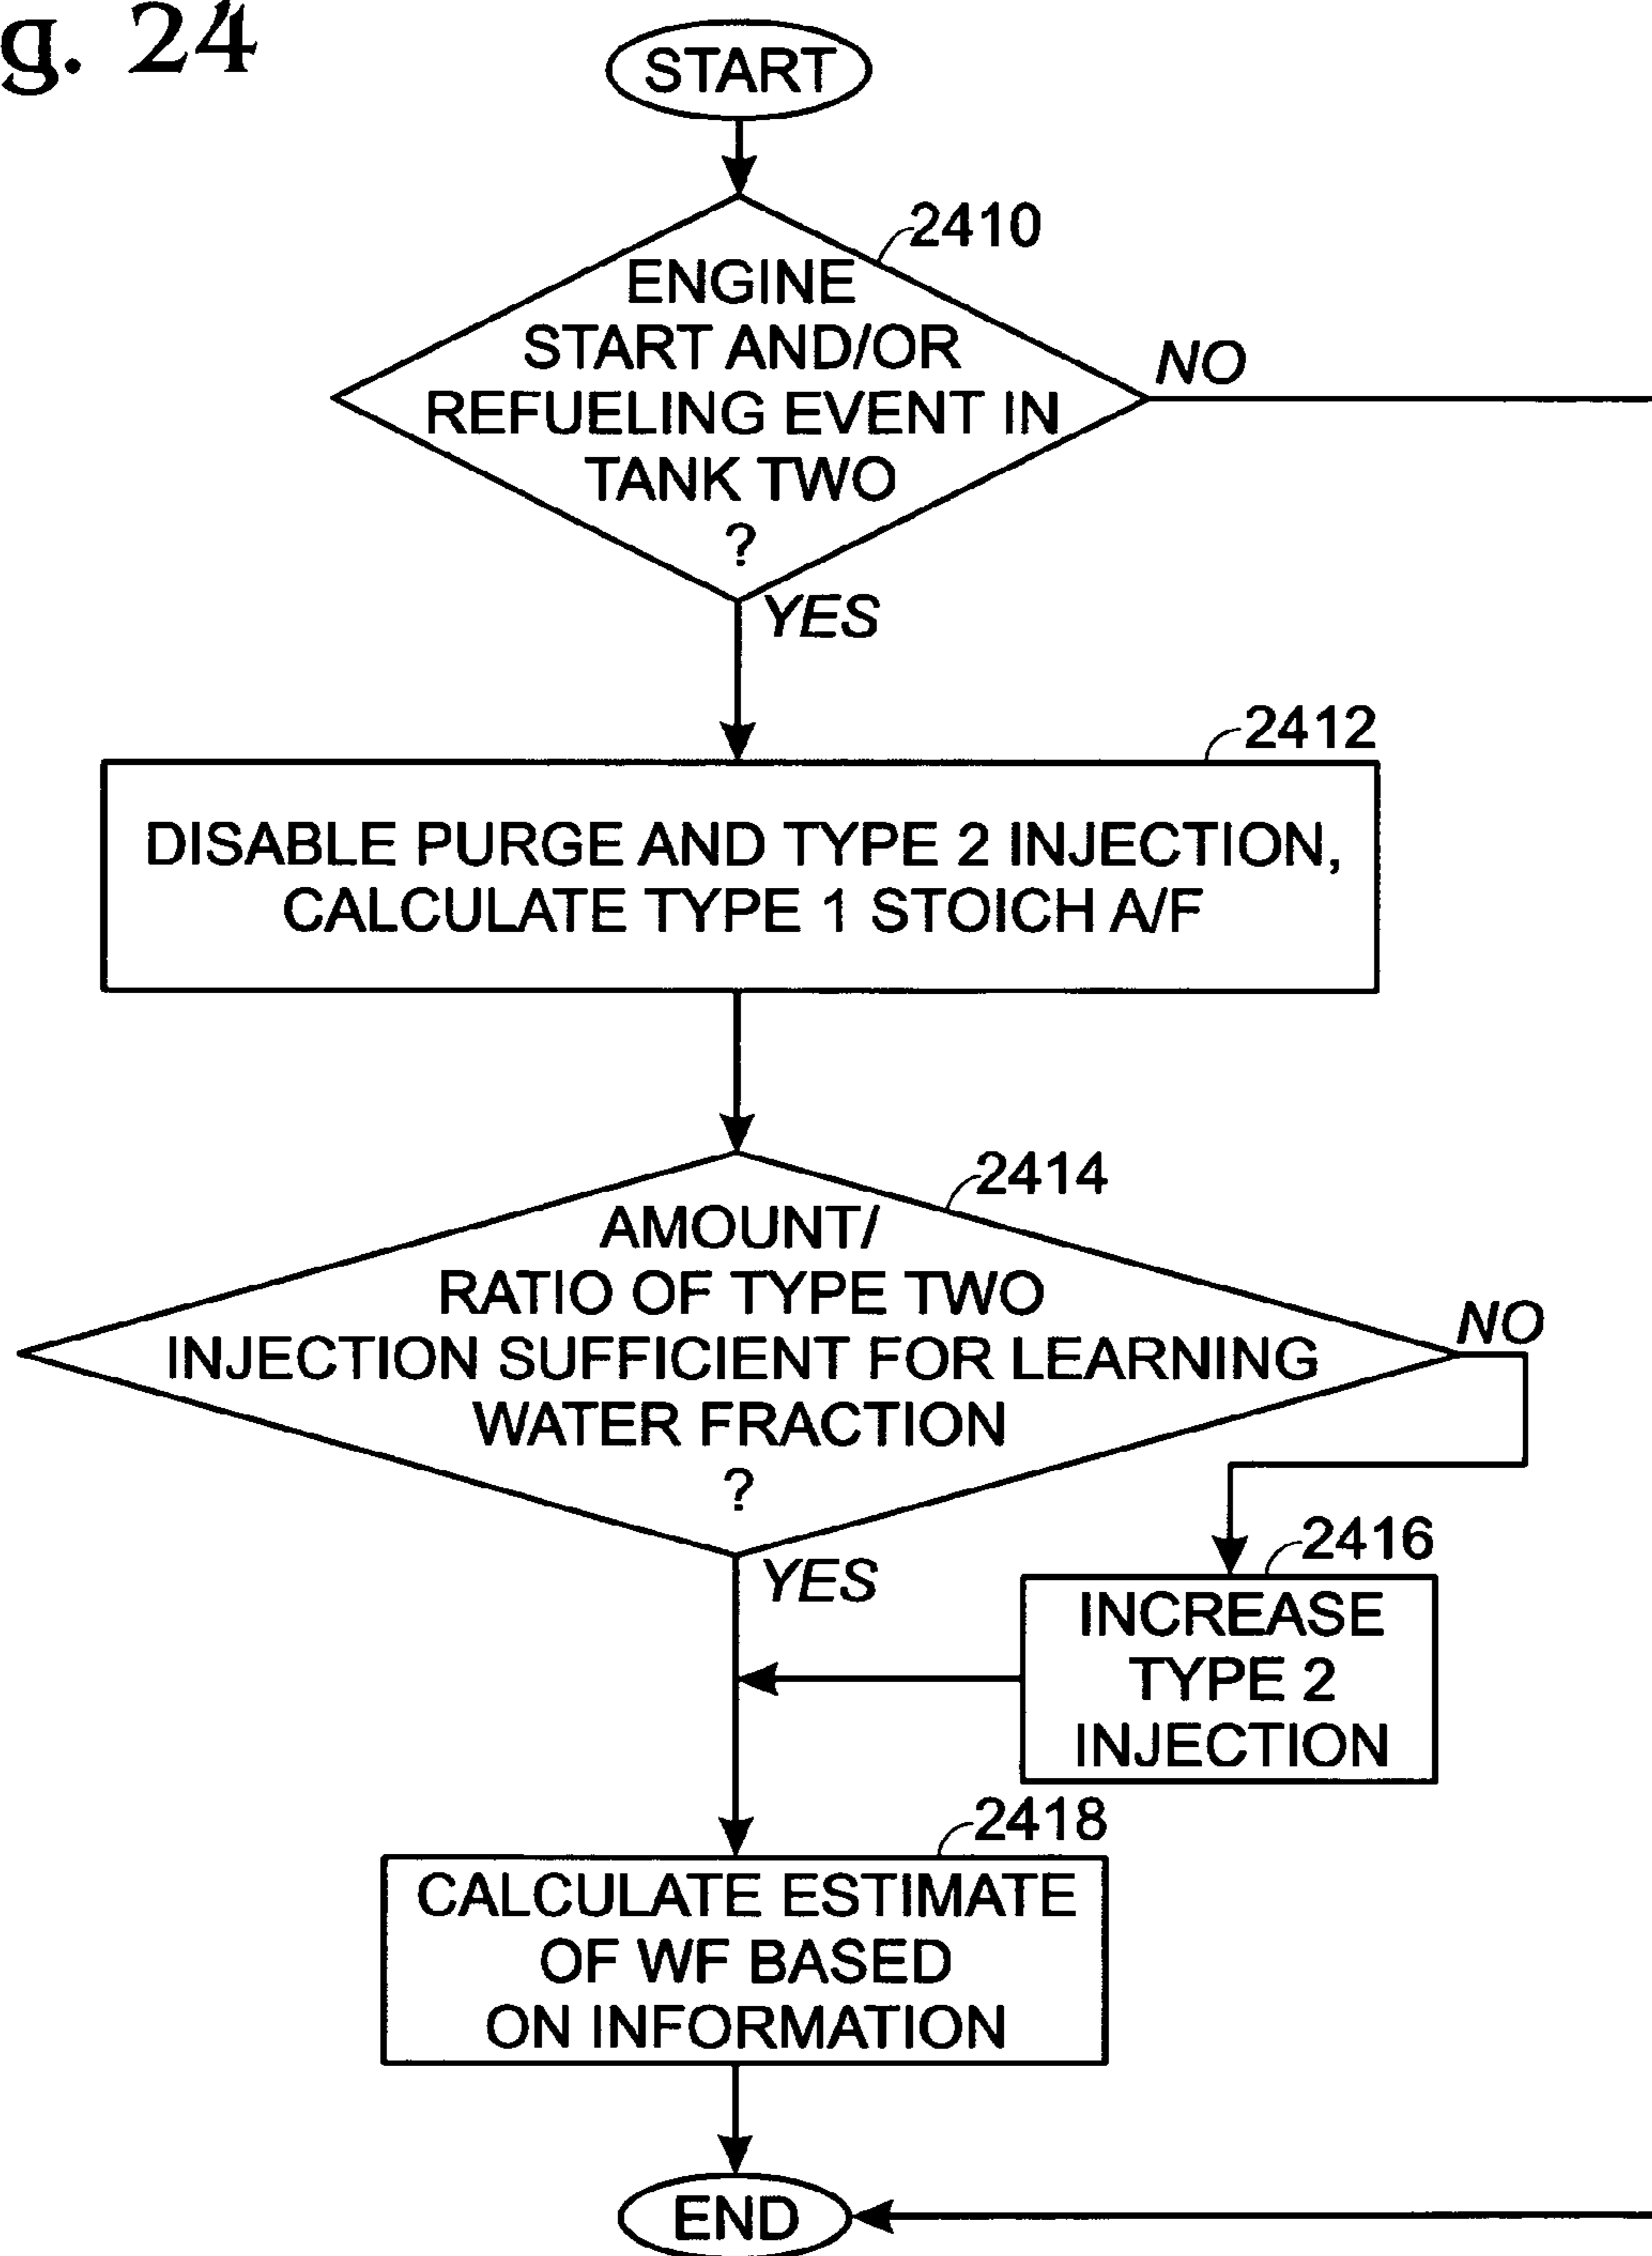 g. 24
START
2410
ENGINE
START AND/OR
REFUELING EVENT IN
TANK TWO
?
NO
YES
2412
DISABLE PURGE AND TYPE 2 INJECTION,
CALCULATE TYPE 1 STOICH A/F
2414
AMOUNT/
RATIO OF TYPE TWO
INJECTION SUFFICIENT FOR LEARNING
WATER FRACTION
?
NO
YES
2416
INCREASE
TYPE 2
INJECTION
2418
CALCULATE ESTIMATE
OF WF BASED
ON INFORMATION
END